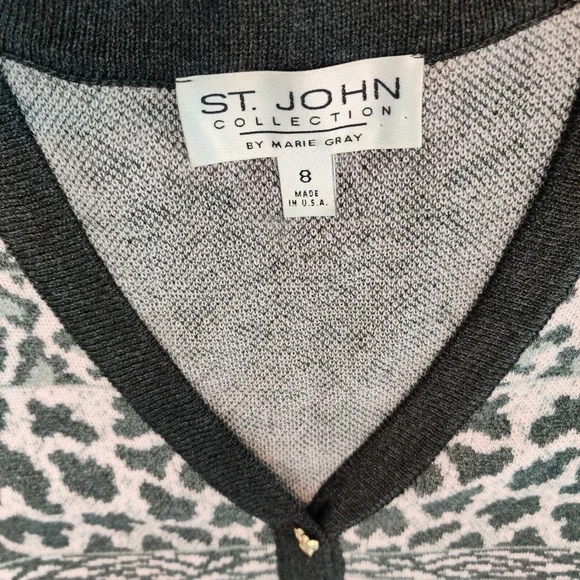 ST. JOHN
COLLECTION
BY MARIE GRAY
8
MADE
IN U.S.A.